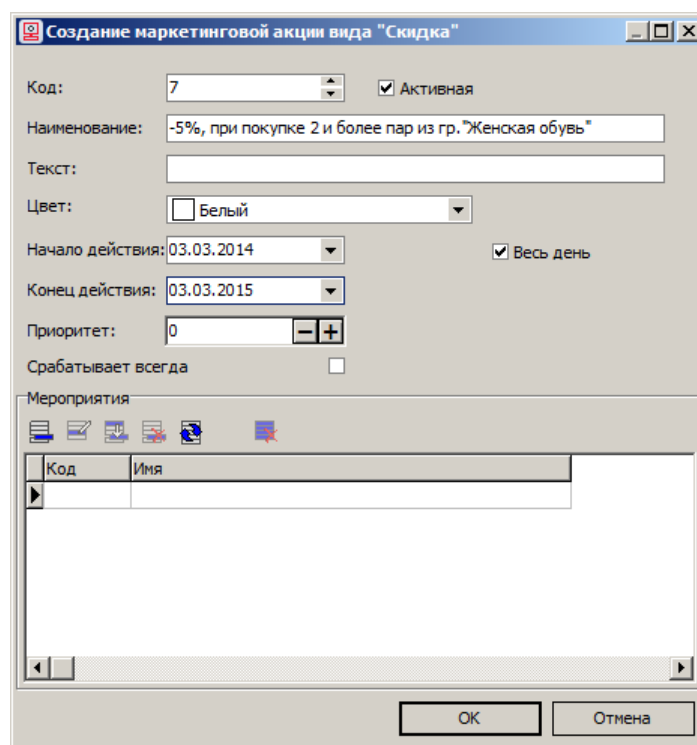 Создание маркетинговой акции вида "Скидка"
Код: 7 Активная
Наименование: -5%, при покупке 2 и более пар из гр."Женская обувь"
Текст:
Цвет: Белый
Начало действия: 03.03.2014 Весь день
Конец действия: 03.03.2015
Приоритет: 0
Срабатывает всегда
Мероприятия
Код Имя
ОК Отмена